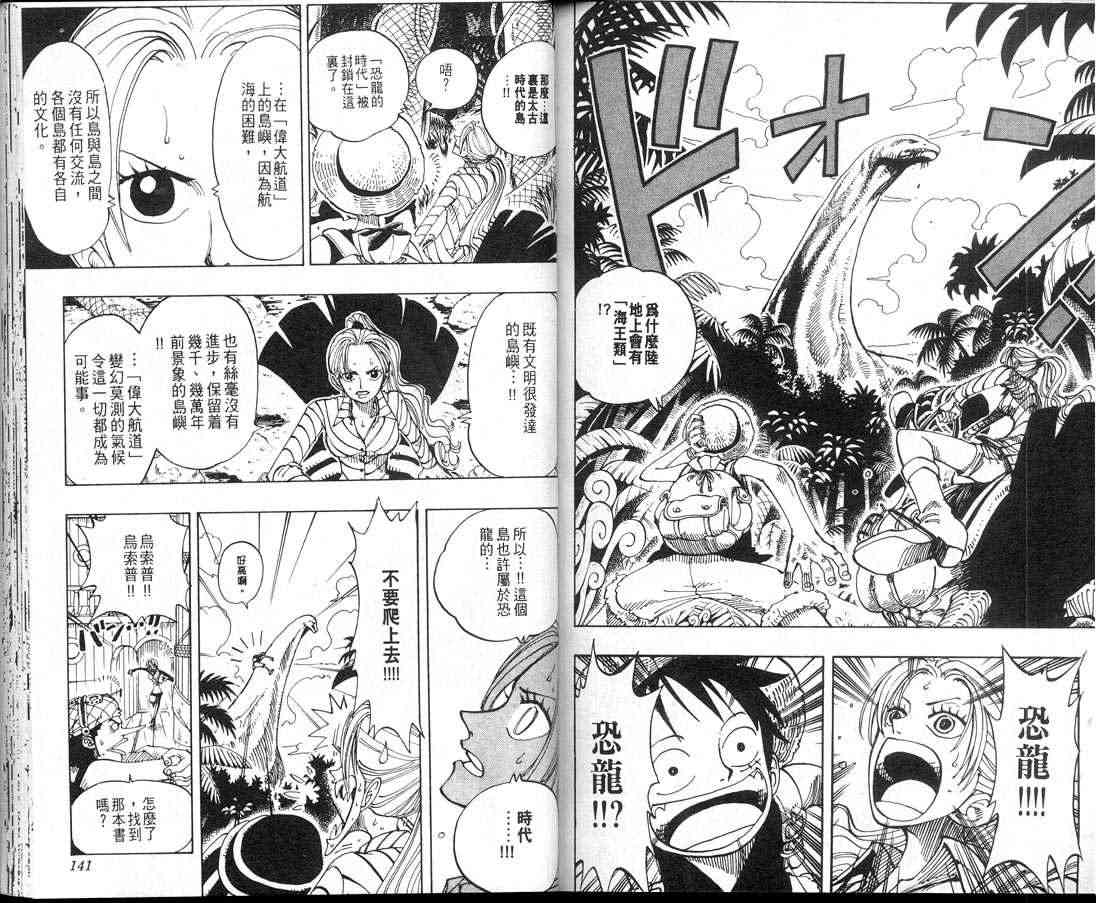 ドオーン
為什麼陸
地上會有
「海王類」
!?
恐龍!!!!
恐龍!!?
那麼…這
裏是太古
時代的島
…!!
唔?
「恐龍的
時代」被
封鎖在這
裏了。
…在「偉大航道」
上的島嶼,因為航
海的困難,
所以島與島之間
沒有任何交流,
各個島都有各自
的文化。
既有文明很發達
的島嶼…!!
也有絲毫沒有
進步,保留着
幾千、幾萬年
前景象的島嶼
!!
…「偉大航道」
變幻莫測的氣候
令這一切都成為
可能事。
所以…!!這個
島也許屬於恐
龍的…
時代
……!!!
不要爬上去!!!!
好高啊。
烏索普!!
烏索普!!
怎麼了
,找到
那本書
嗎?
141